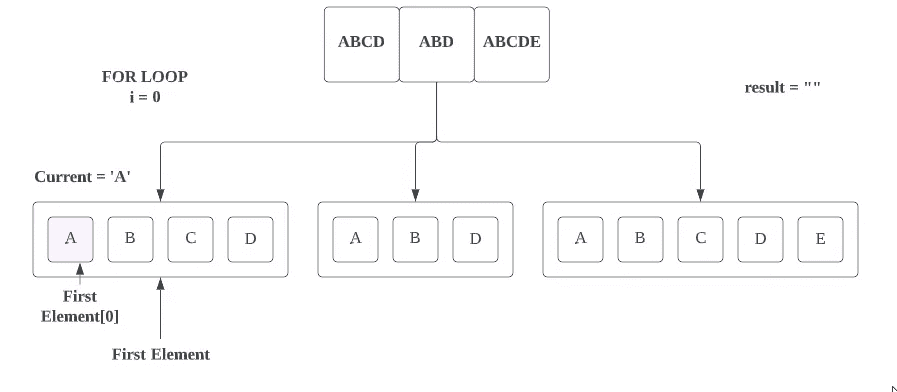 ABCD ABD ABCDE
FOR LOOP
i = 0
result = ""
Current = 'A'
A B C D
A B D
A B C D E
First
Element[0]
First Element